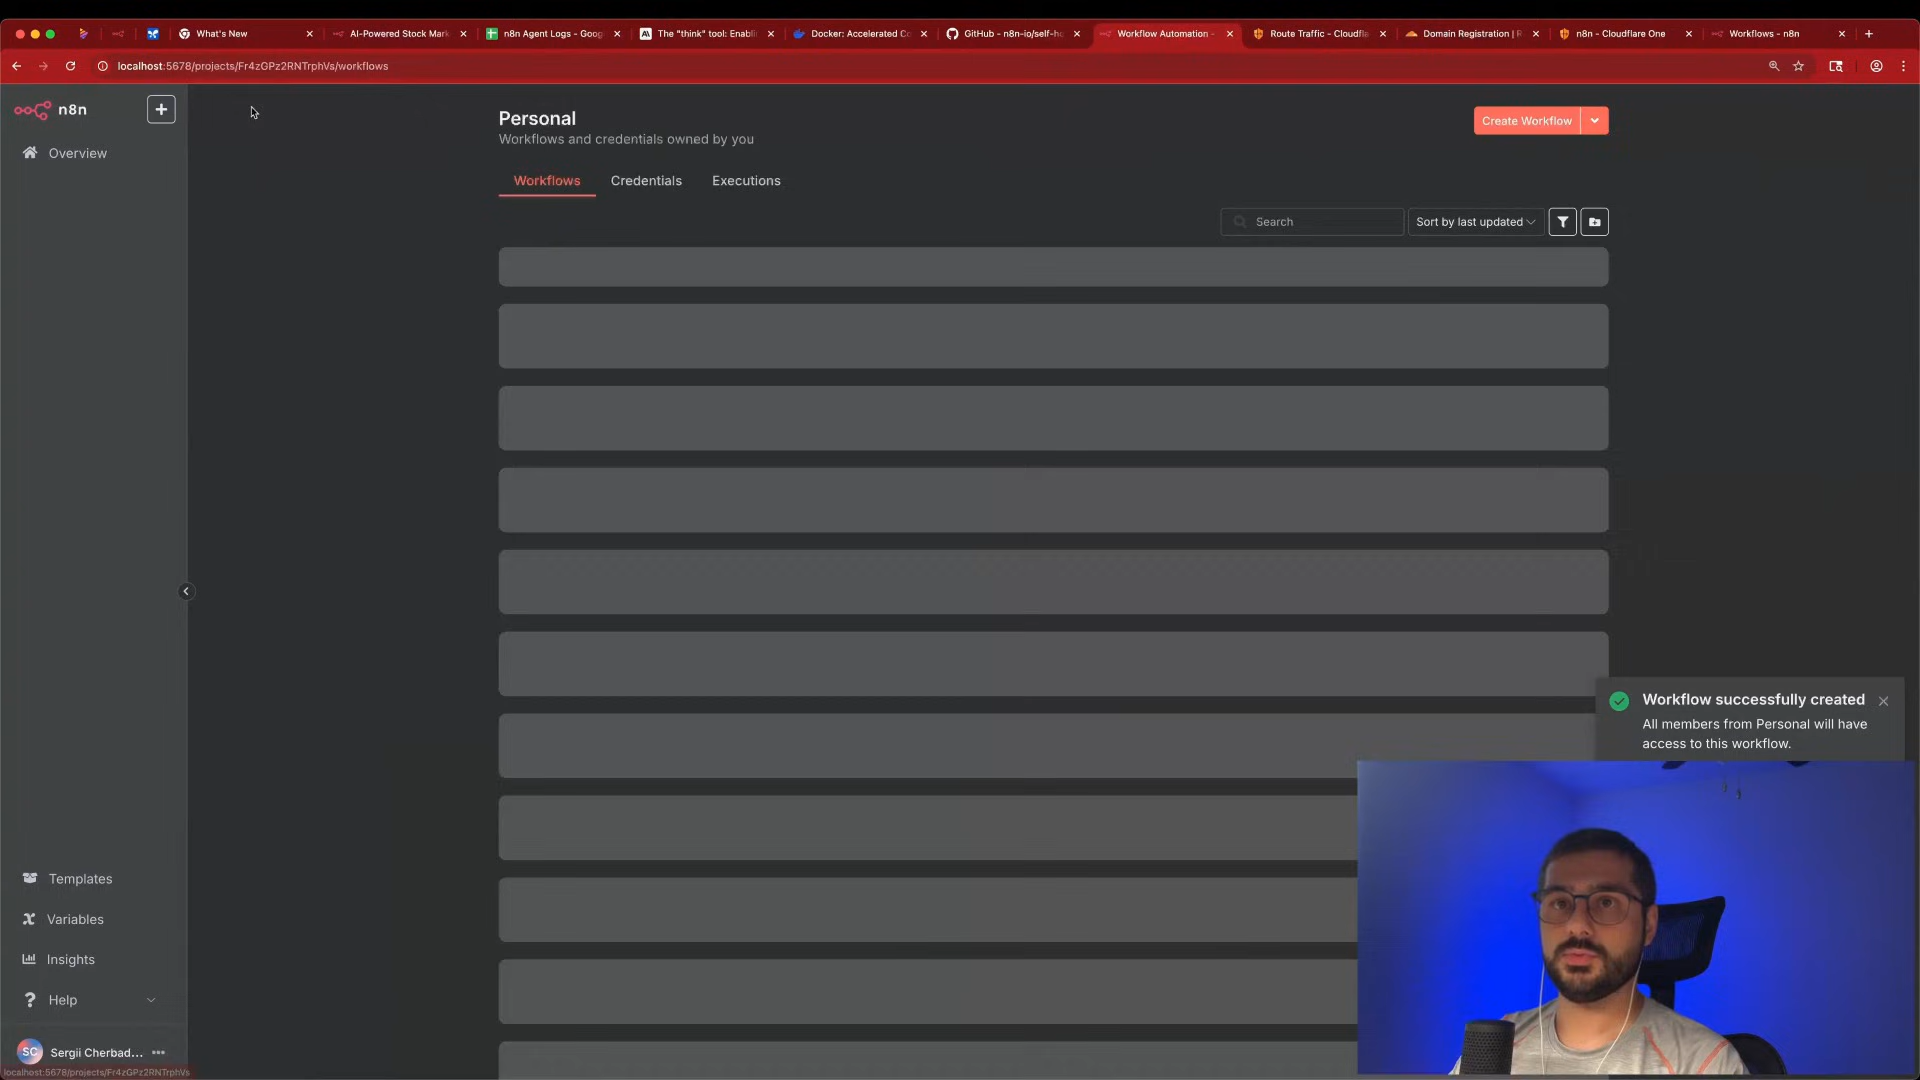 What's New
AI-Powered Stock Mark
n8n Agent Logs - Goog
The "think" tool: Enabli
Docker: Accelerated Co
GitHub - n8n-io/self-ho
Workflow Automation -
Route Traffic - Cloudfla
Domain Registration | R
n8n - Cloudflare One
Workflows - n8n
localhost:5678/projects/Fr4zGPz2RNTrphVs/workflows
n8n
Overview
Personal
Workflows and credentials owned by you
Create Workflow
Workflows
Credentials
Executions
Search
Sort by last updated
Workflow successfully created
All members from Personal will have
access to this workflow.
Templates
Variables
Insights
Help
SC
Sergii Cherbad...
localhost:5678/projects/Fr4zGPz2RNTrphVs